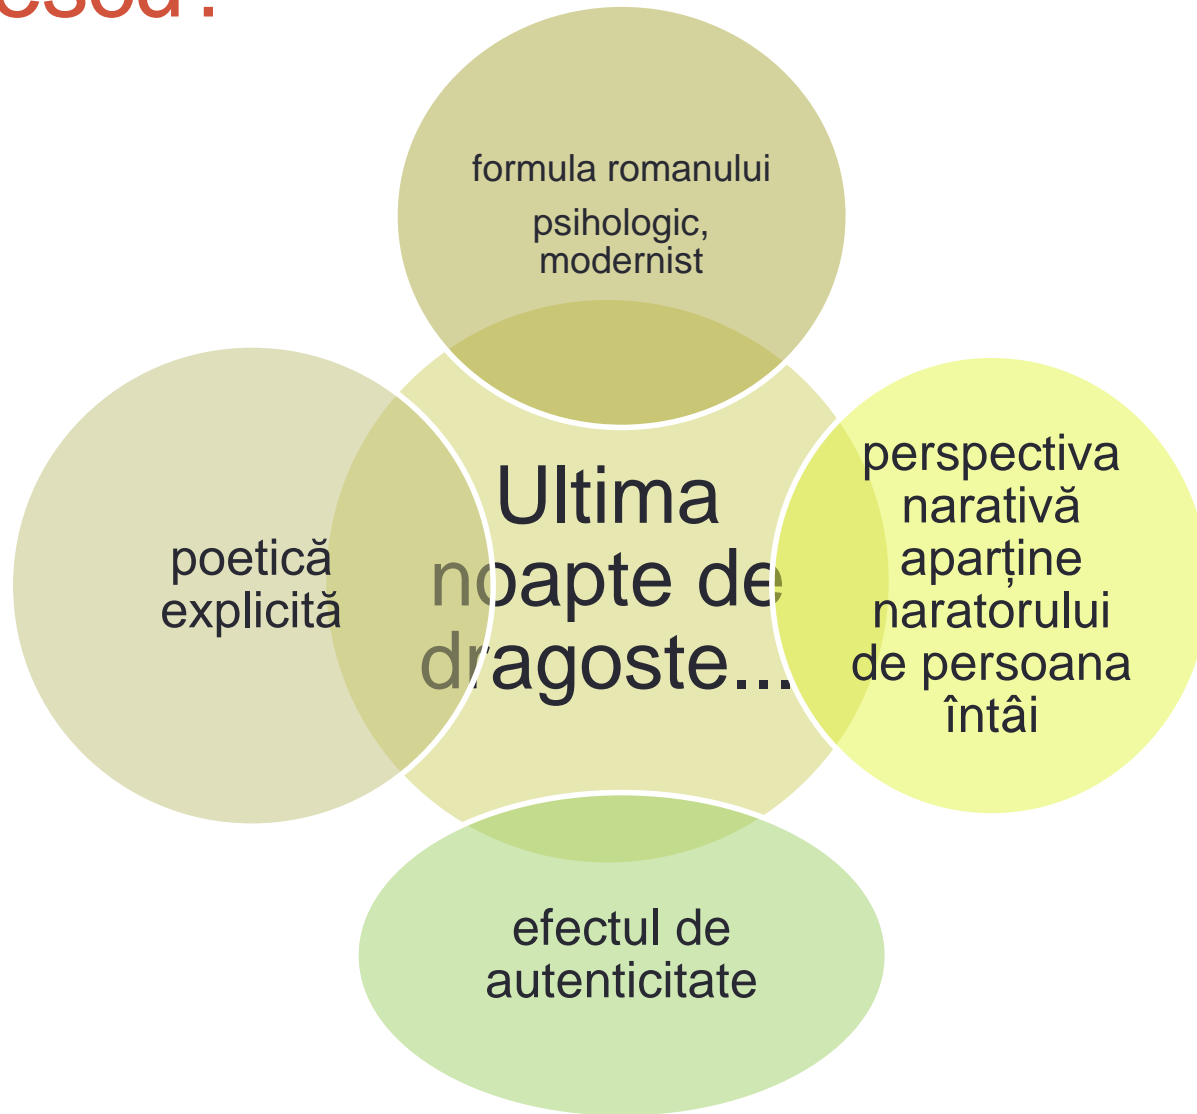 formula romanului
psihologic,
modernist
Ultima
noapte de
dragoste...
perspectiva
narativă
aparține
naratorului
de persoana
întâi
efectul de
autenticitate
poetică
explicită